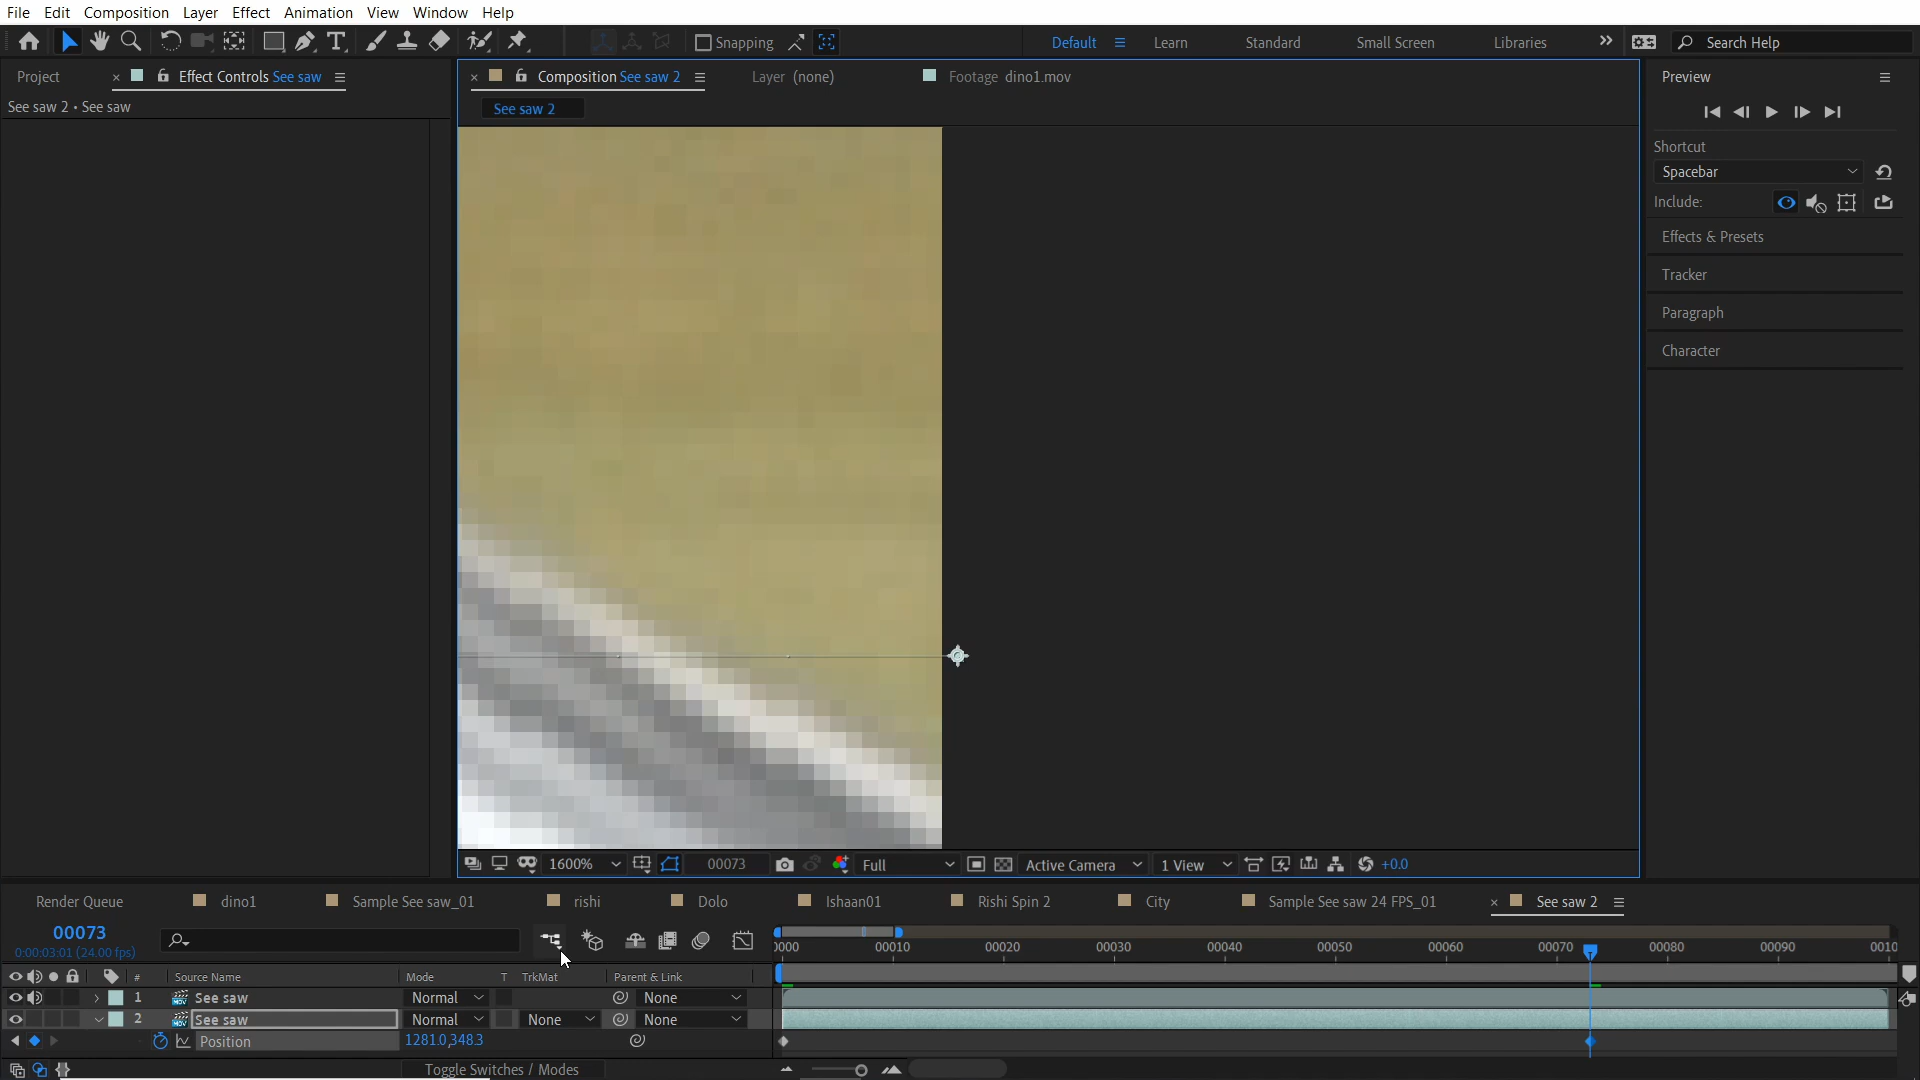 File Edit Composition Layer Effect Animation View Window Help
Snapping Default Learn Standard Small Screen Libraries Search Help
Project Effect Controls See saw Composition See saw 2 Layer (none) Footage dino1.mov Preview
See saw 2 • See saw See saw 2
Shortcut
Spacebar
Include:
Effects & Presets
Tracker
Paragraph
Character
1600% 00073 Full Active Camera 1 View +0.0
Render Queue dino1 Sample See saw_01 rishi Dolo Ishaan01 Rishi Spin 2 City Sample See saw 24 FPS_01 See saw 2
00073
0:00:03:01 (24.00 fps) 0000 00010 00020 00030 00040 00050 00060 00070 00080 00090 0010
# Source Name Mode T TrkMat Parent & Link
1 See saw Normal None
2 See saw Normal None None
Position 1281.0,348.3
Toggle Switches / Modes